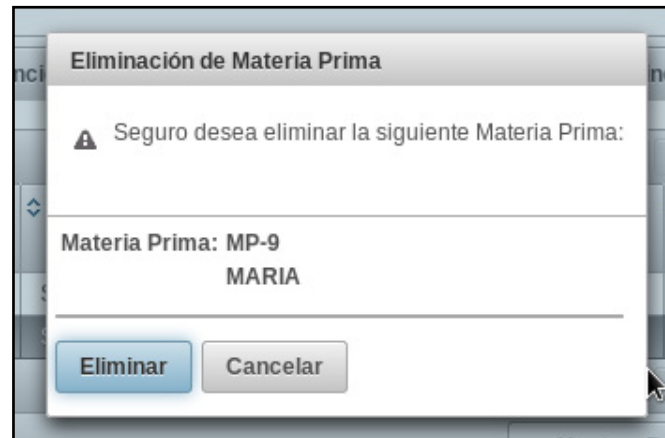 Eliminación de Materia Prima
Seguro desea eliminar la siguiente Materia Prima:
Materia Prima: MP-9
MARIA
Eliminar
Cancelar